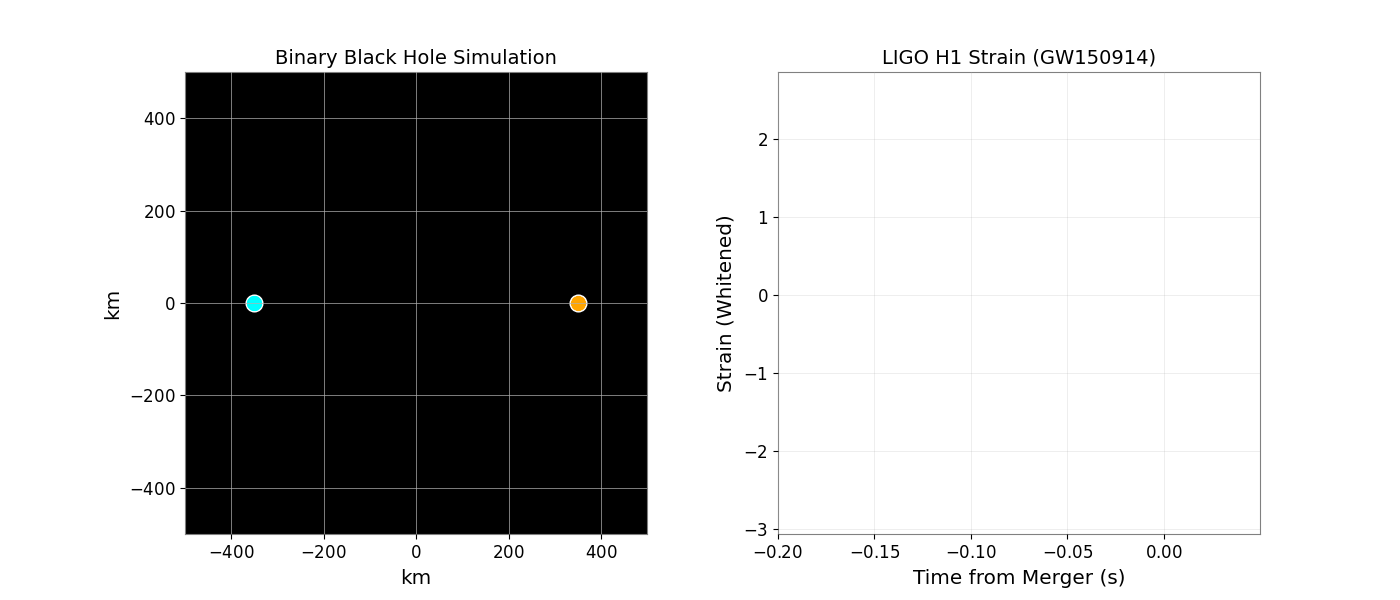 Binary Black Hole Simulation
400
200
0
−200
−400
km
−400 −200 0 200 400
km
LIGO H1 Strain (GW150914)
2
1
0
−1
−2
−3
Strain (Whitened)
−0.20 −0.15 −0.10 −0.05 0.00
Time from Merger (s)